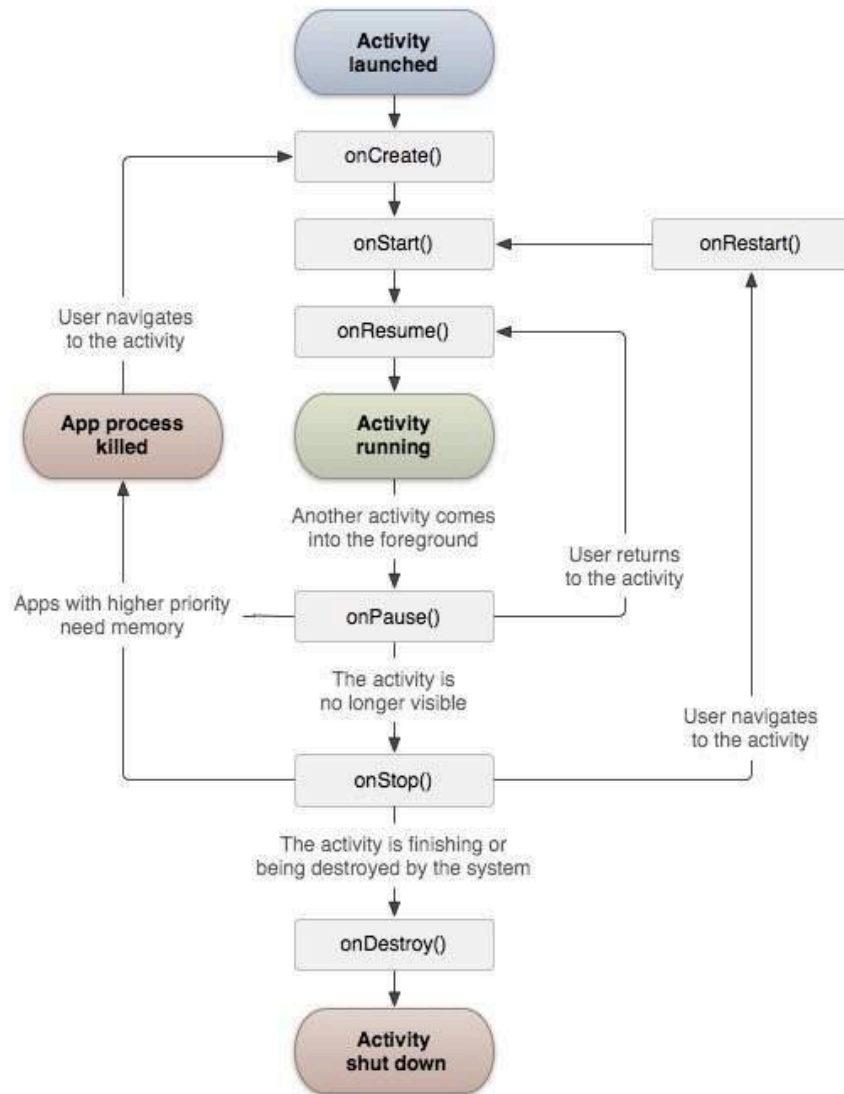 Activity
launched
onCreate()
onStart()
onRestart()
User navigates
to the activity
onResume()
App process
killed
Activity
running
Another activity comes
into the foreground
User returns
to the activity
Apps with higher priority
need memory
onPause()
The activity is
no longer visible
User navigates
to the activity
onStop()
The activity is finishing or
being destroyed by the system
onDestroy()
Activity
shut down